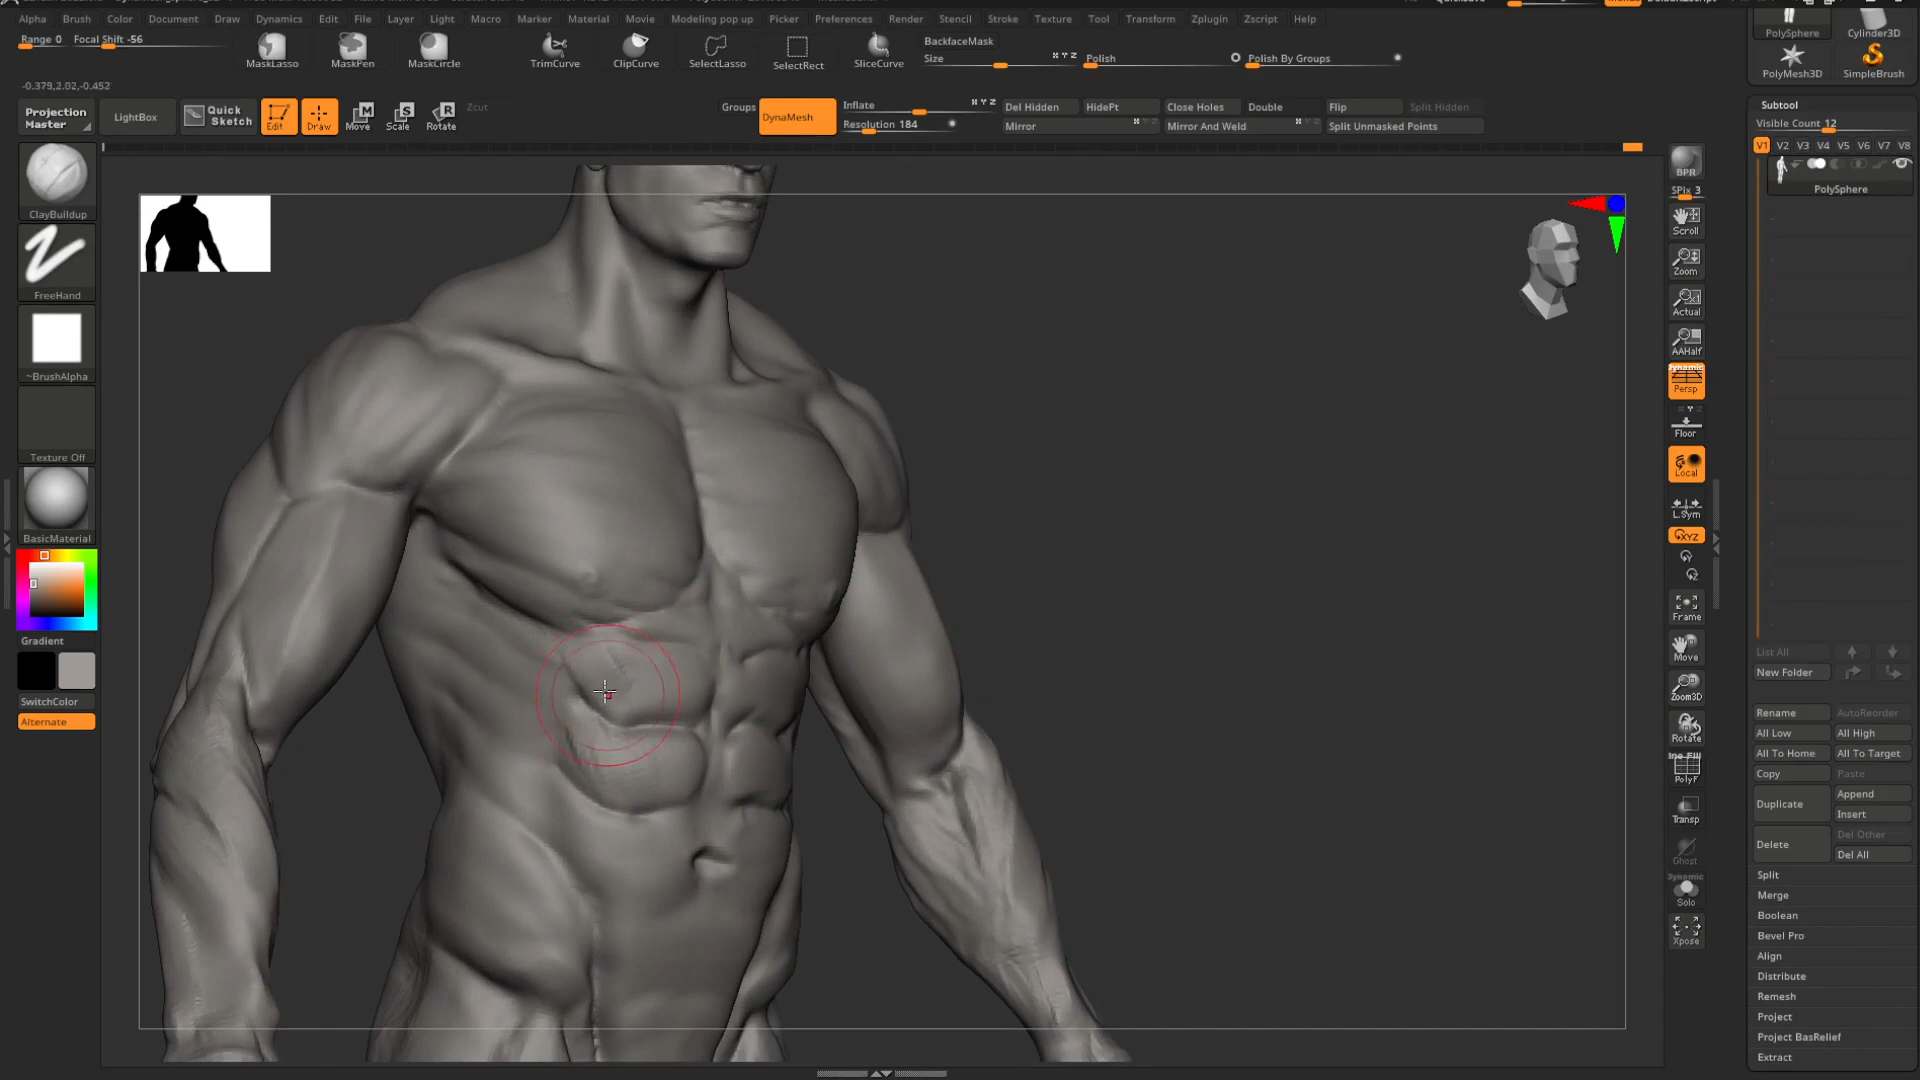 Alpha Brush Color Document Draw Dynamics Edit File Layer Light Macro Marker Material Movie Modeling pop up Picker Preferences Render Stencil Stroke Texture Tool Transform Zplugin Zscript Help
Range 0 Focal Shift -56
MaskLasso MaskPen MaskCircle TrimCurve ClipCurve SelectLasso SelectRect SliceCurve
BackfaceMask
Size X Y Z Polish Polish By Groups
PolySphere Cylinder3D
PolyMesh3D SimpleBrush
-0.379,2.02,-0.452
Projection Master
LightBox
Quick Sketch
Edit Draw Move Scale Rotate
Zcut
Groups DynaMesh
Inflate X Y Z
Resolution 184
Del Hidden HidePt Close Holes Double Flip Split Hidden
Mirror Mirror And Weld Split Unmasked Points
Subtool
Visible Count 12
V1 V2 V3 V4 V5 V6 V7 V8
PolySphere
ClayBuildup
FreeHand
~BrushAlpha
Texture Off
BasicMaterial
Gradient
SwitchColor
Alternate
BPR
SPix 3
Scroll
Zoom
Actual
AAHalf
Dynamic
Persp
Floor
Local
L.Sym
XYZ
Y
Z
Frame
Move
Zoom3D
Rotate
PolyF
Transp
Ghost
Dynamic
Solo
Xpose
List All
New Folder
Rename AutoReorder
All Low All High
All To Home All To Target
Copy Paste
Duplicate Append
Insert
Delete Del Other
Del All
Split
Merge
Boolean
Bevel Pro
Align
Distribute
Remesh
Project
Project BasRelief
Extract